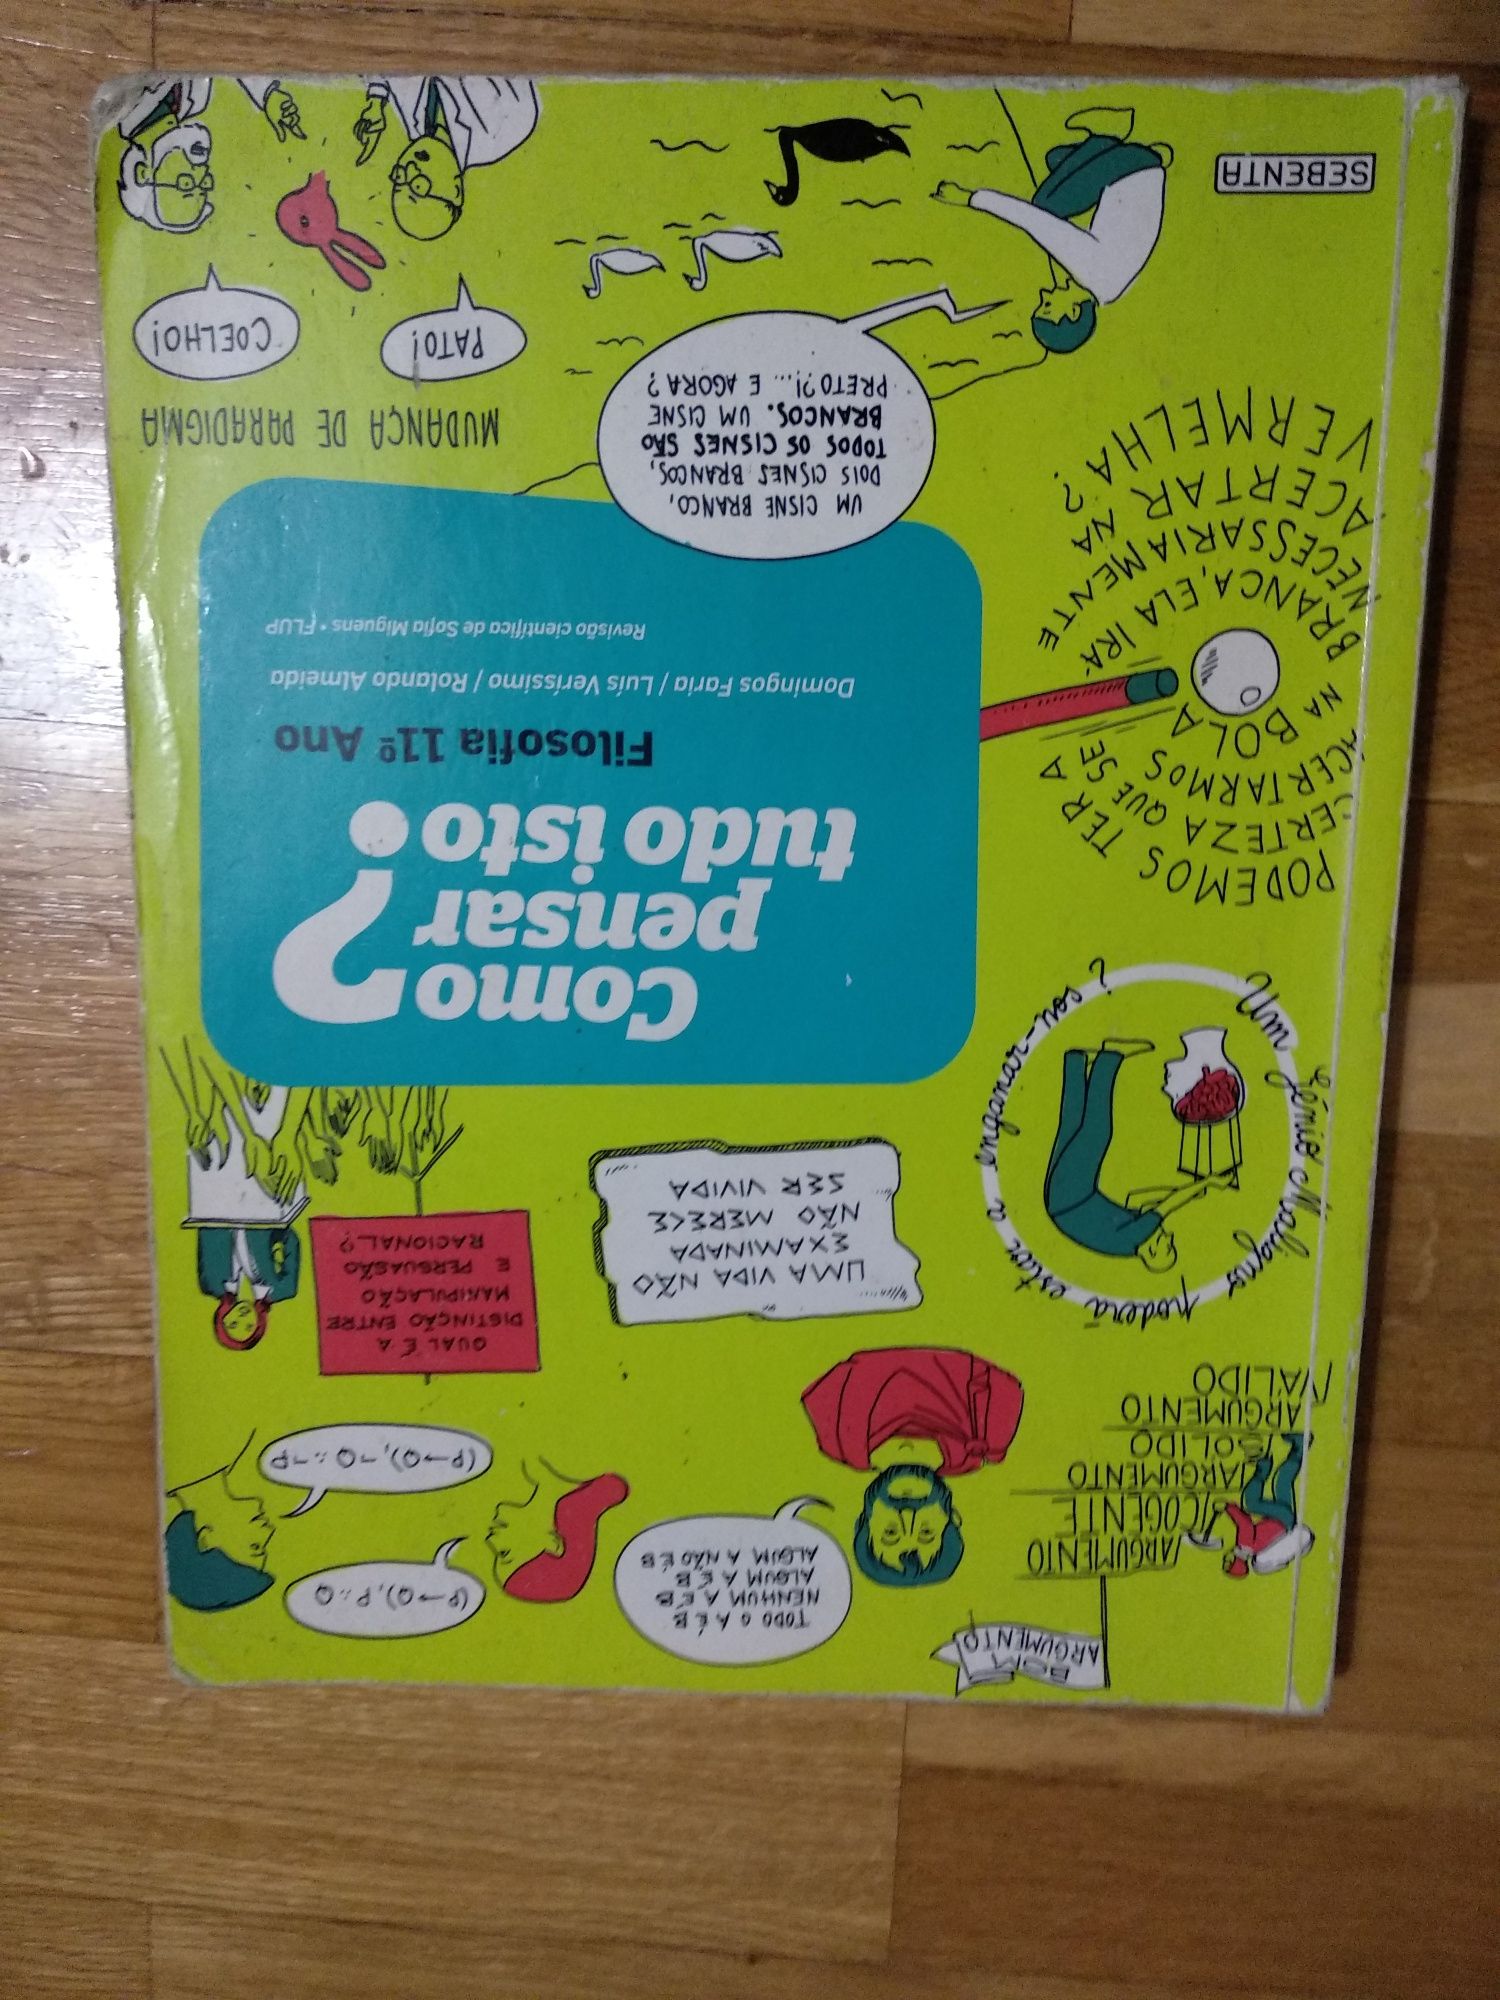 BOM
ARGUMENTO
ARGUMENTO
COGENTE
ARGUMENTO
SÓLIDO
ARGUMENTO
VÁLIDO
TODO O A É B
NENHUM A É B
ALGUM A É B
ALGUM A NÃO É B
(P→Q), P ∴ Q
(P→Q), ¬Q ∴ ¬P
QUAL É A
DISTINÇÃO ENTRE
MANIPULAÇÃO
E PERSUASÃO
RACIONAL?
UMA VIDA NÃO
EXAMINADA
NÃO MERECE
SER VIVIDA
Um Génio Maligno poderá estar a enganar-nos?
Como
pensar
tudo isto?
Filosofia 11º Ano
Domingos Faria / Luís Veríssimo / Rolando Almeida
Revisão científica de Sofia Miguens • FLUP
PODEMOS TER A
CERTEZA QUE SE
ACERTARMOS
NA BOLA
BRANCA, ELA IRÁ
NECESSARIAMENTE
ACERTAR NA
VERMELHA?
UM CISNE BRANCO,
DOIS CISNES BRANCOS,
TODOS OS CISNES SÃO
BRANCOS. UM CISNE
PRETO?!... E AGORA?
MUDANÇA DE PARADIGMA
PATO!
COELHO!
SEBENTA